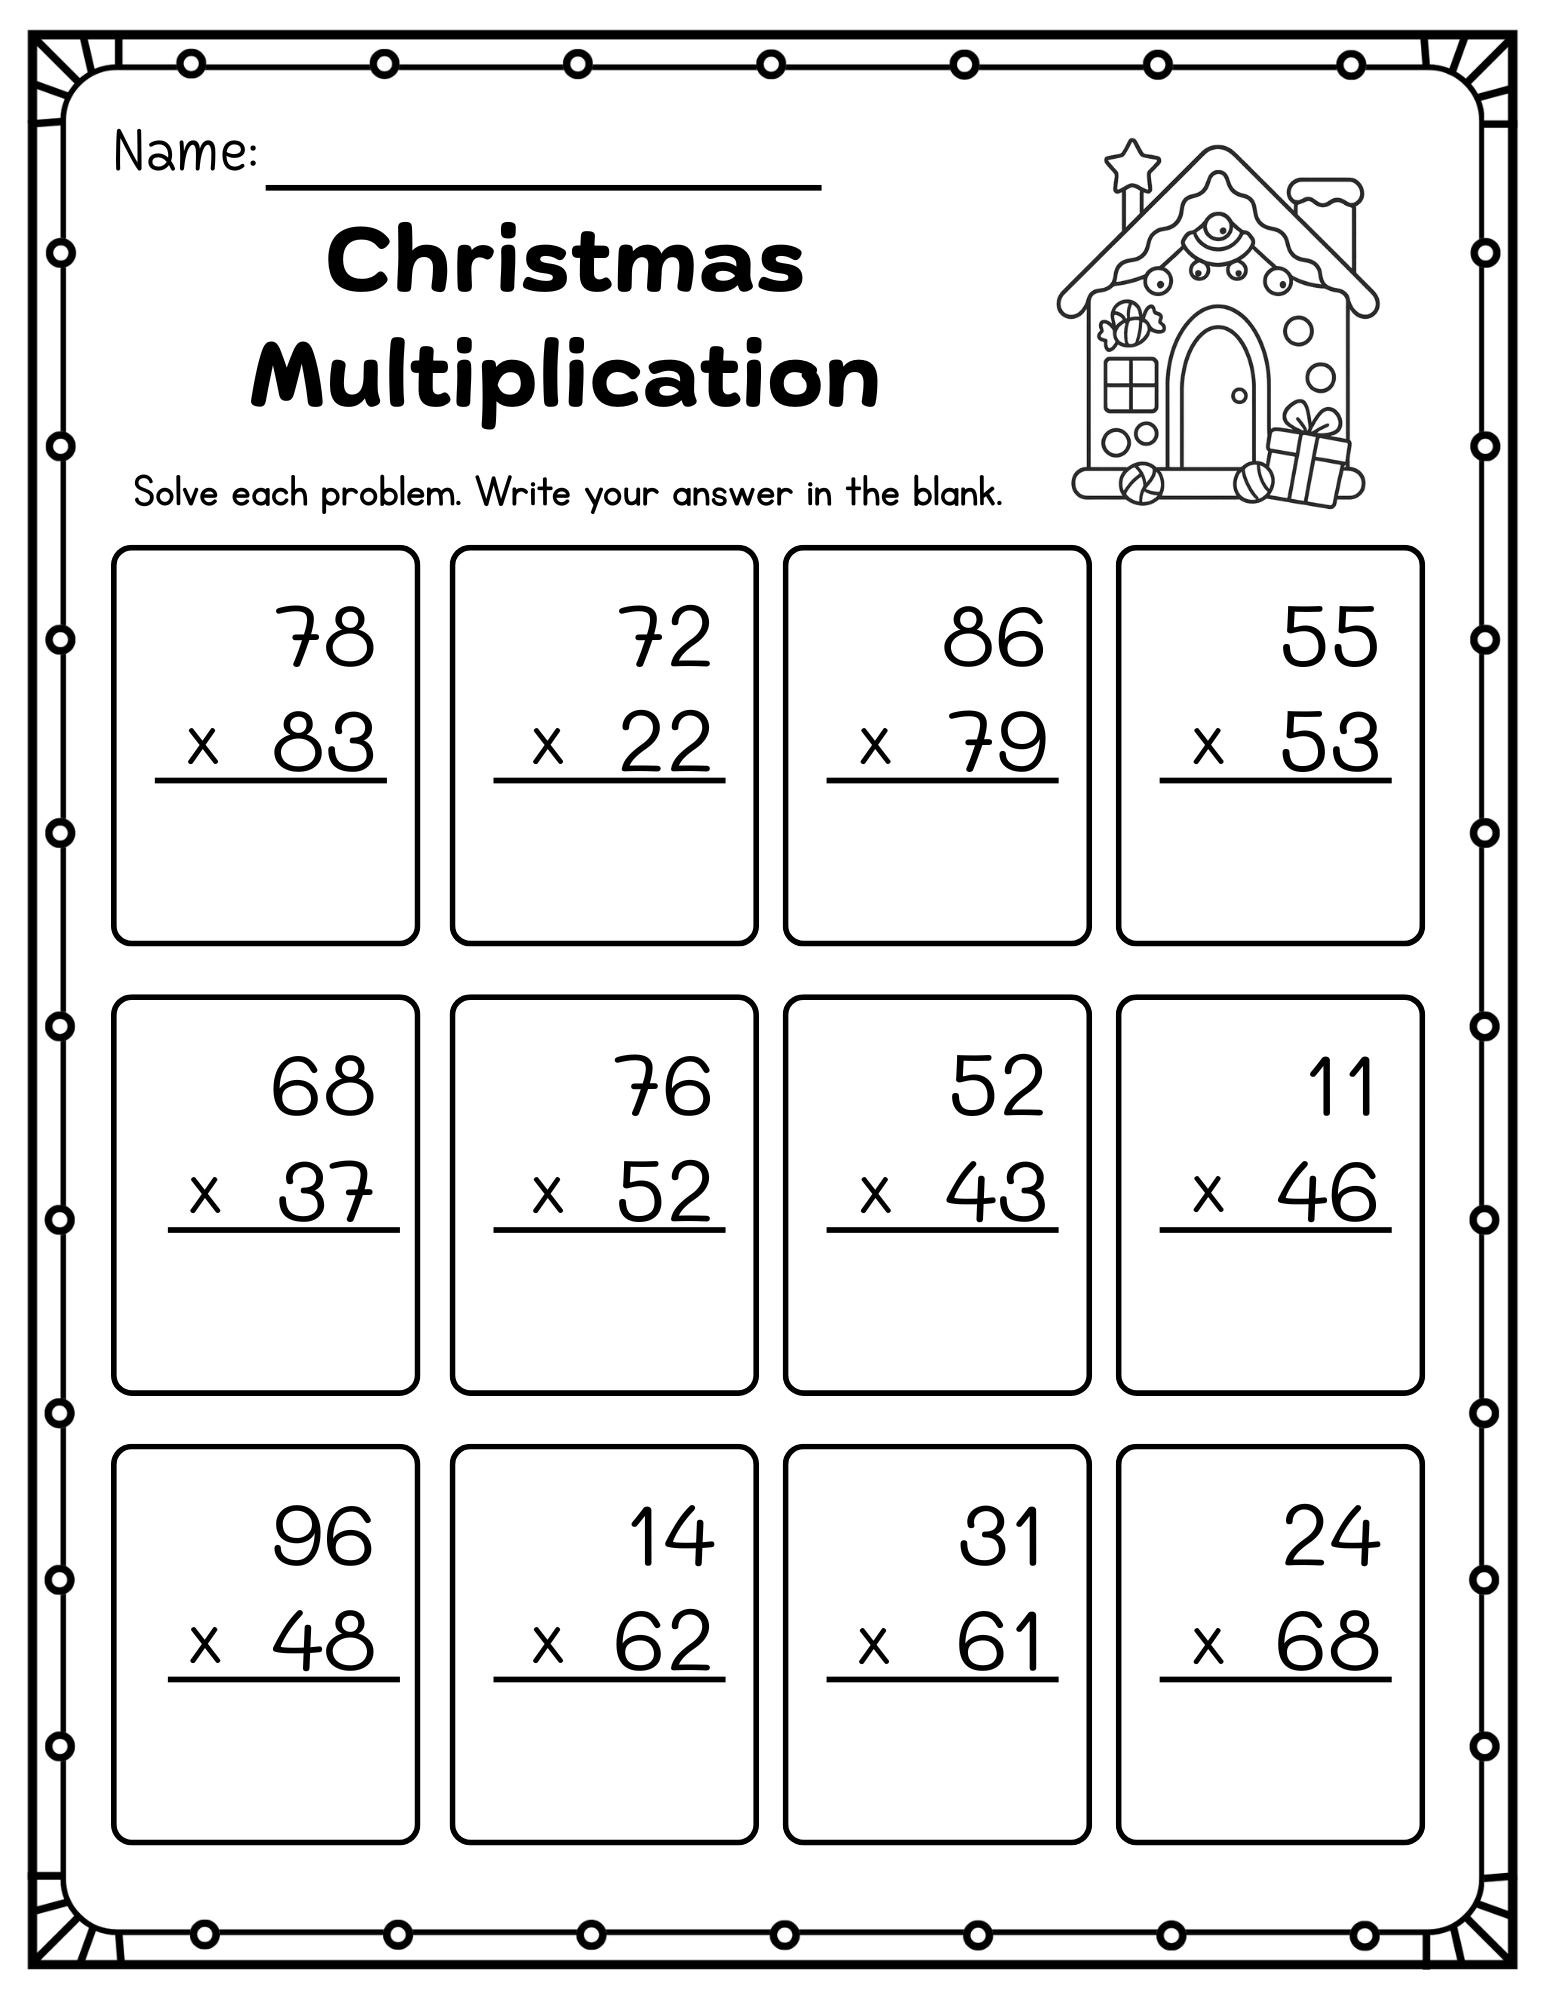 Name:
Christmas
Multiplication
Solve each problem. Write your answer in the blank.
78 72 86 55
x 83 x 22 x 79 x 53
68 76 52 11
x 37 x 52 x 43 x 46
96 14 31 24
x 48 x 62 x 61 x 68